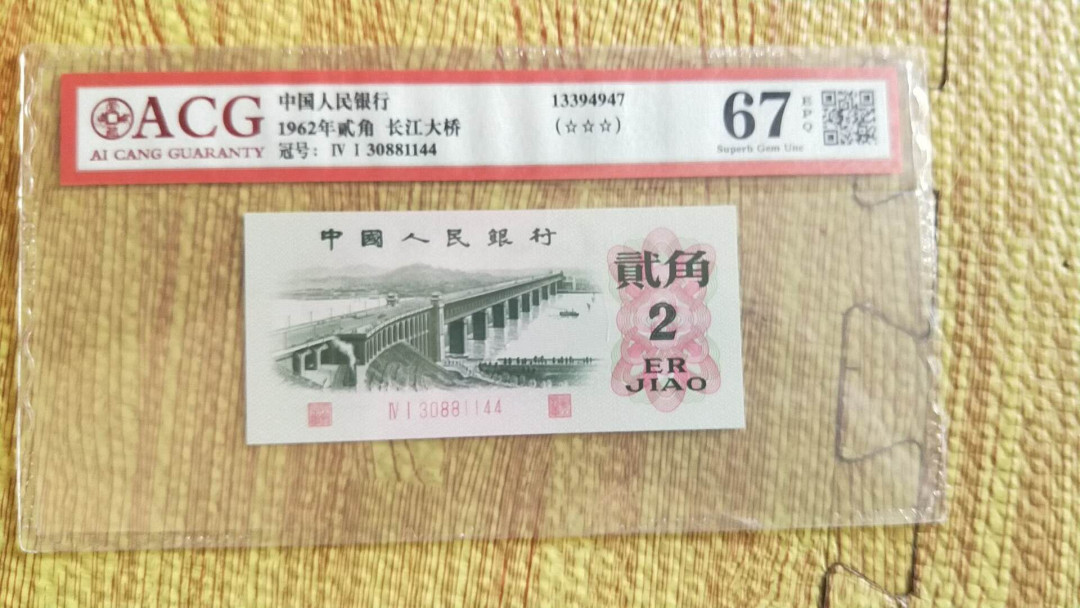 ACG
AI CANG GUARANTY
中国人民银行
1962年贰角 长江大桥
冠号: Ⅳ Ⅰ 30881144
13394947
(☆☆☆)
67
EPQ
Superb Gem Unc
中國人民銀行
貳角
2
ER
JIAO
Ⅳ Ⅰ 30881144